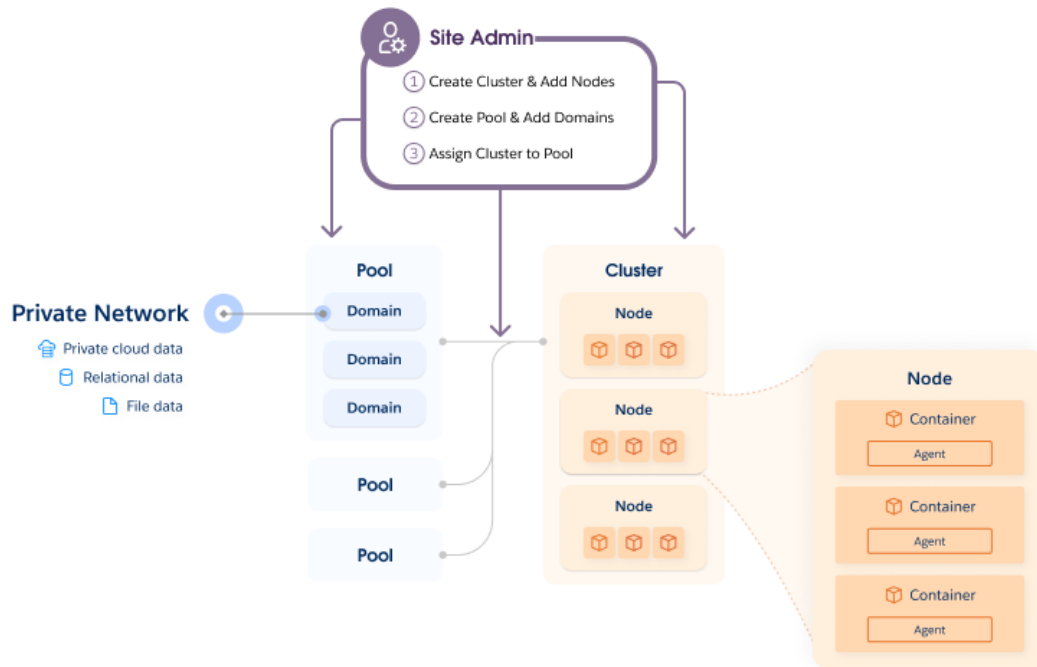 Site Admin
1 Create Cluster & Add Nodes
2 Create Pool & Add Domains
3 Assign Cluster to Pool
Private Network
Private cloud data
Relational data
File data
Pool
Domain
Domain
Domain
Pool
Pool
Cluster
Node
Node
Node
Node
Container
Agent
Container
Agent
Container
Agent